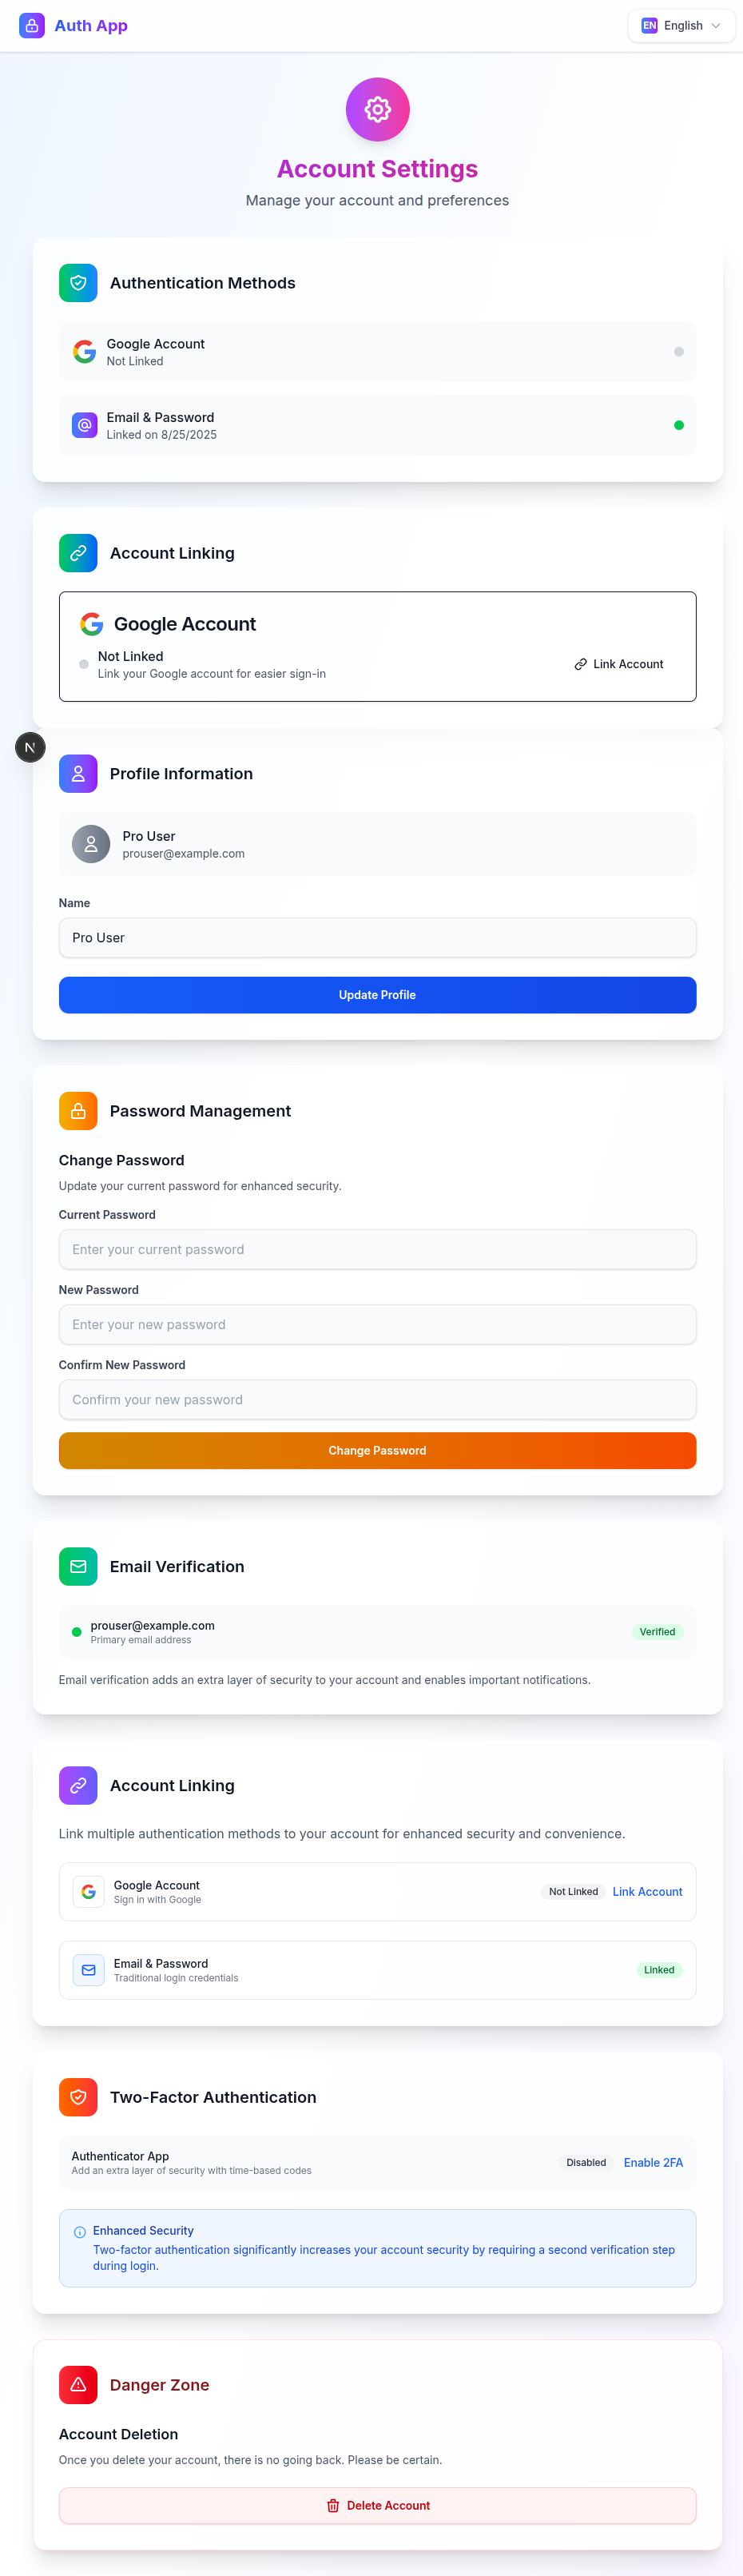 Auth App
EN English
Account Settings
Manage your account and preferences
Authentication Methods
Google Account
Not Linked
Email & Password
Linked on 8/25/2025
Account Linking
Google Account
Not Linked
Link your Google account for easier sign-in
Link Account
N
Profile Information
Pro User
prouser@example.com
Name
Pro User
Update Profile
Password Management
Change Password
Update your current password for enhanced security.
Current Password
Enter your current password
New Password
Enter your new password
Confirm New Password
Confirm your new password
Change Password
Email Verification
prouser@example.com
Primary email address
Verified
Email verification adds an extra layer of security to your account and enables important notifications.
Account Linking
Link multiple authentication methods to your account for enhanced security and convenience.
Google Account
Sign in with Google
Not Linked Link Account
Email & Password
Traditional login credentials
Linked
Two-Factor Authentication
Authenticator App
Add an extra layer of security with time-based codes
Disabled Enable 2FA
Enhanced Security
Two-factor authentication significantly increases your account security by requiring a second verification step
during login.
Danger Zone
Account Deletion
Once you delete your account, there is no going back. Please be certain.
Delete Account